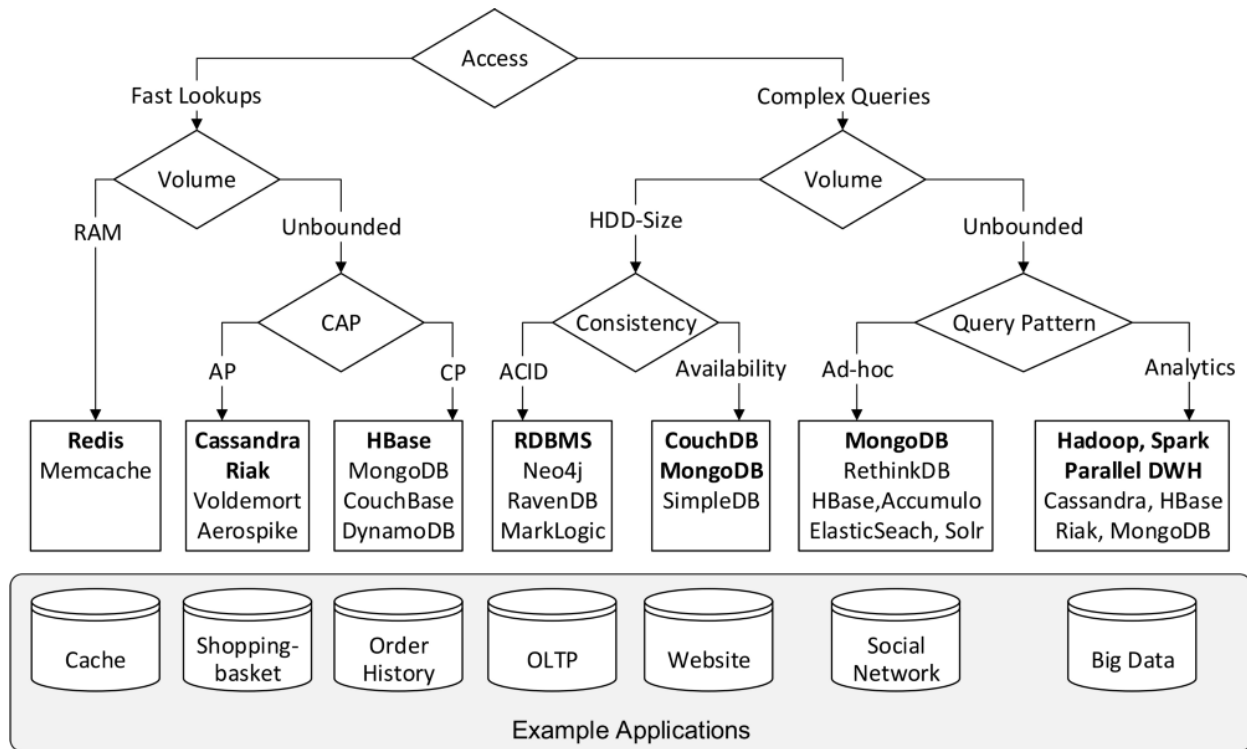 Access
Fast Lookups
Complex Queries
Volume
Volume
RAM
Unbounded
HDD-Size
Unbounded
CAP
Consistency
Query Pattern
AP
CP
ACID
Availability
Ad-hoc
Analytics
Redis
Memcache
Cassandra
Riak
Voldemort
Aerospike
HBase
MongoDB
CouchBase
DynamoDB
RDBMS
Neo4j
RavenDB
MarkLogic
CouchDB
MongoDB
SimpleDB
MongoDB
RethinkDB
HBase,Accumulo
ElasticSeach, Solr
Hadoop, Spark
Parallel DWH
Cassandra, HBase
Riak, MongoDB
Cache
Shopping-
basket
Order
History
OLTP
Website
Social
Network
Big Data
Example Applications